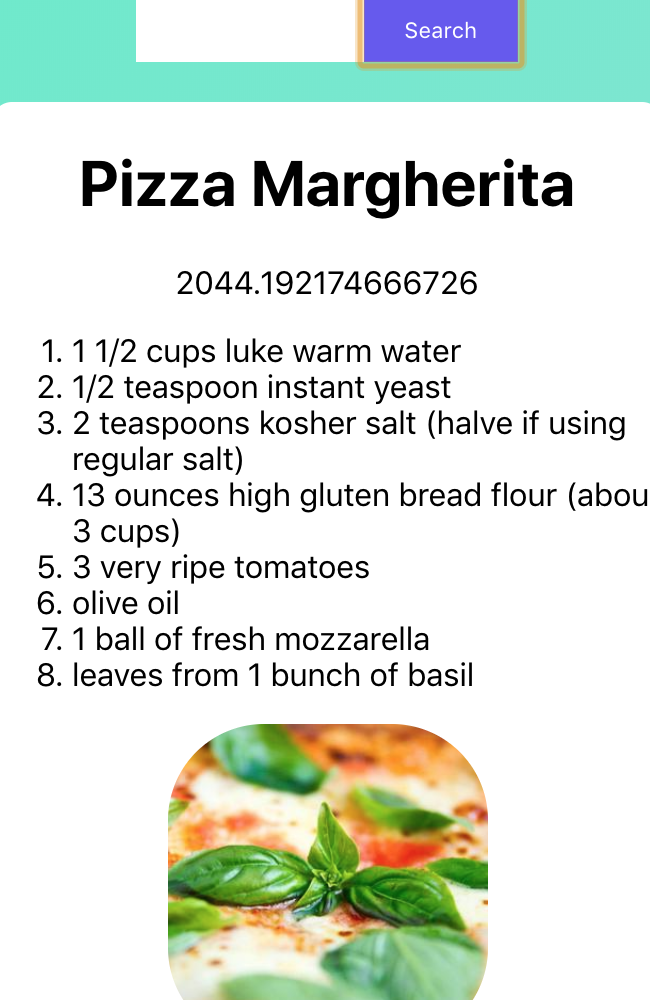 Search
Pizza Margherita
2044.192174666726
1. 1 1/2 cups luke warm water
2. 1/2 teaspoon instant yeast
3. 2 teaspoons kosher salt (halve if using
regular salt)
4. 13 ounces high gluten bread flour (abou
3 cups)
5. 3 very ripe tomatoes
6. olive oil
7. 1 ball of fresh mozzarella
8. leaves from 1 bunch of basil